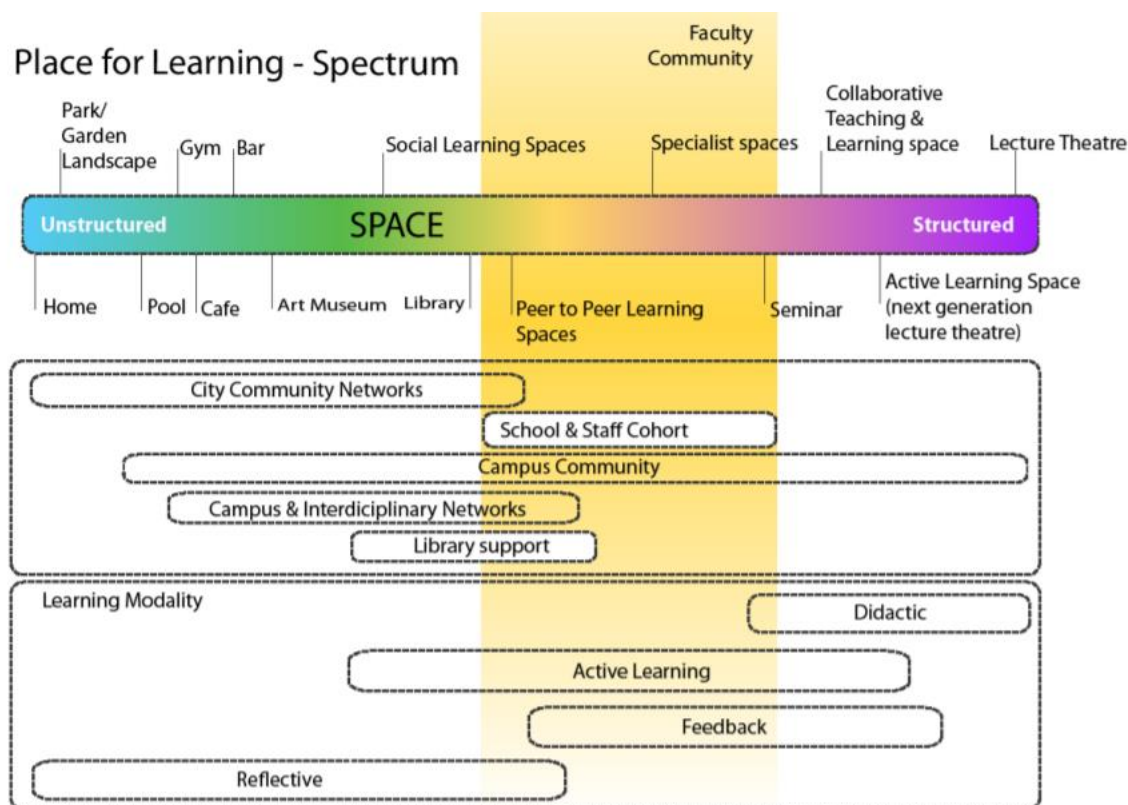 Faculty
Community
Place for Learning - Spectrum
Park/
Garden
Landscape
Gym
Bar
Social Learning Spaces
Specialist spaces
Collaborative
Teaching &
Learning space
Lecture Theatre
Unstructured
SPACE
Structured
Home
Pool
Cafe
Art Museum
Library
Peer to Peer Learning
Spaces
Seminar
Active Learning Space
(next generation
lecture theatre)
City Community Networks
School & Staff Cohort
Campus Community
Campus & Interdiciplinary Networks
Library support
Learning Modality
Didactic
Active Learning
Feedback
Reflective